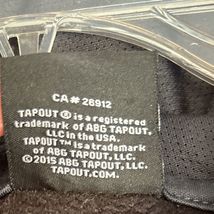 CA# 26912
TAPOUT ® is a registered
trademark of ABG TAPOUT,
LLC in the USA.
TAPOUT™ is a trademark
of ABG TAPOUT, LLC.
© 2015 ABG TAPOUT, LLC.
TAPOUT.COM.